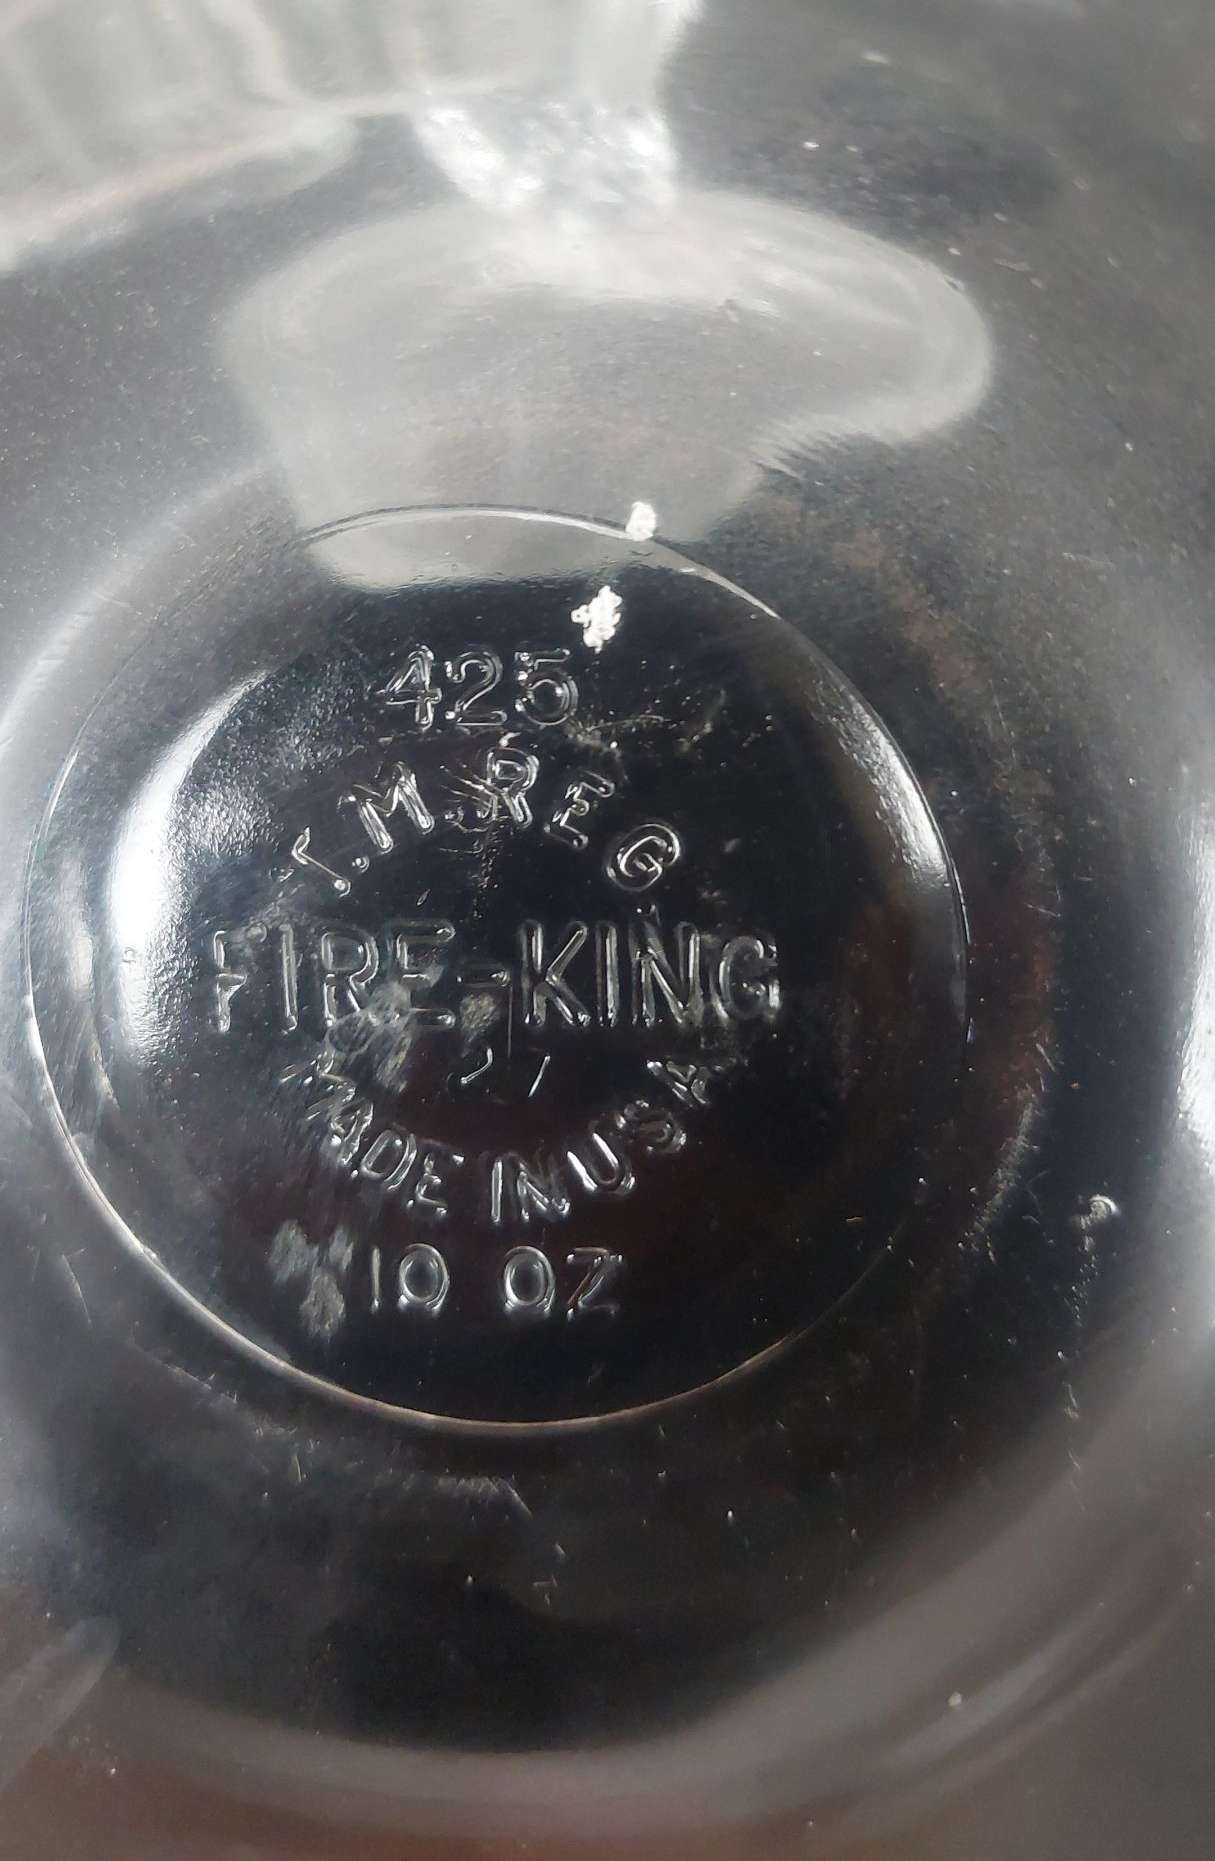 425
T.M.REG
FIRE-KING
MADE IN U.S.A.
10 OZ